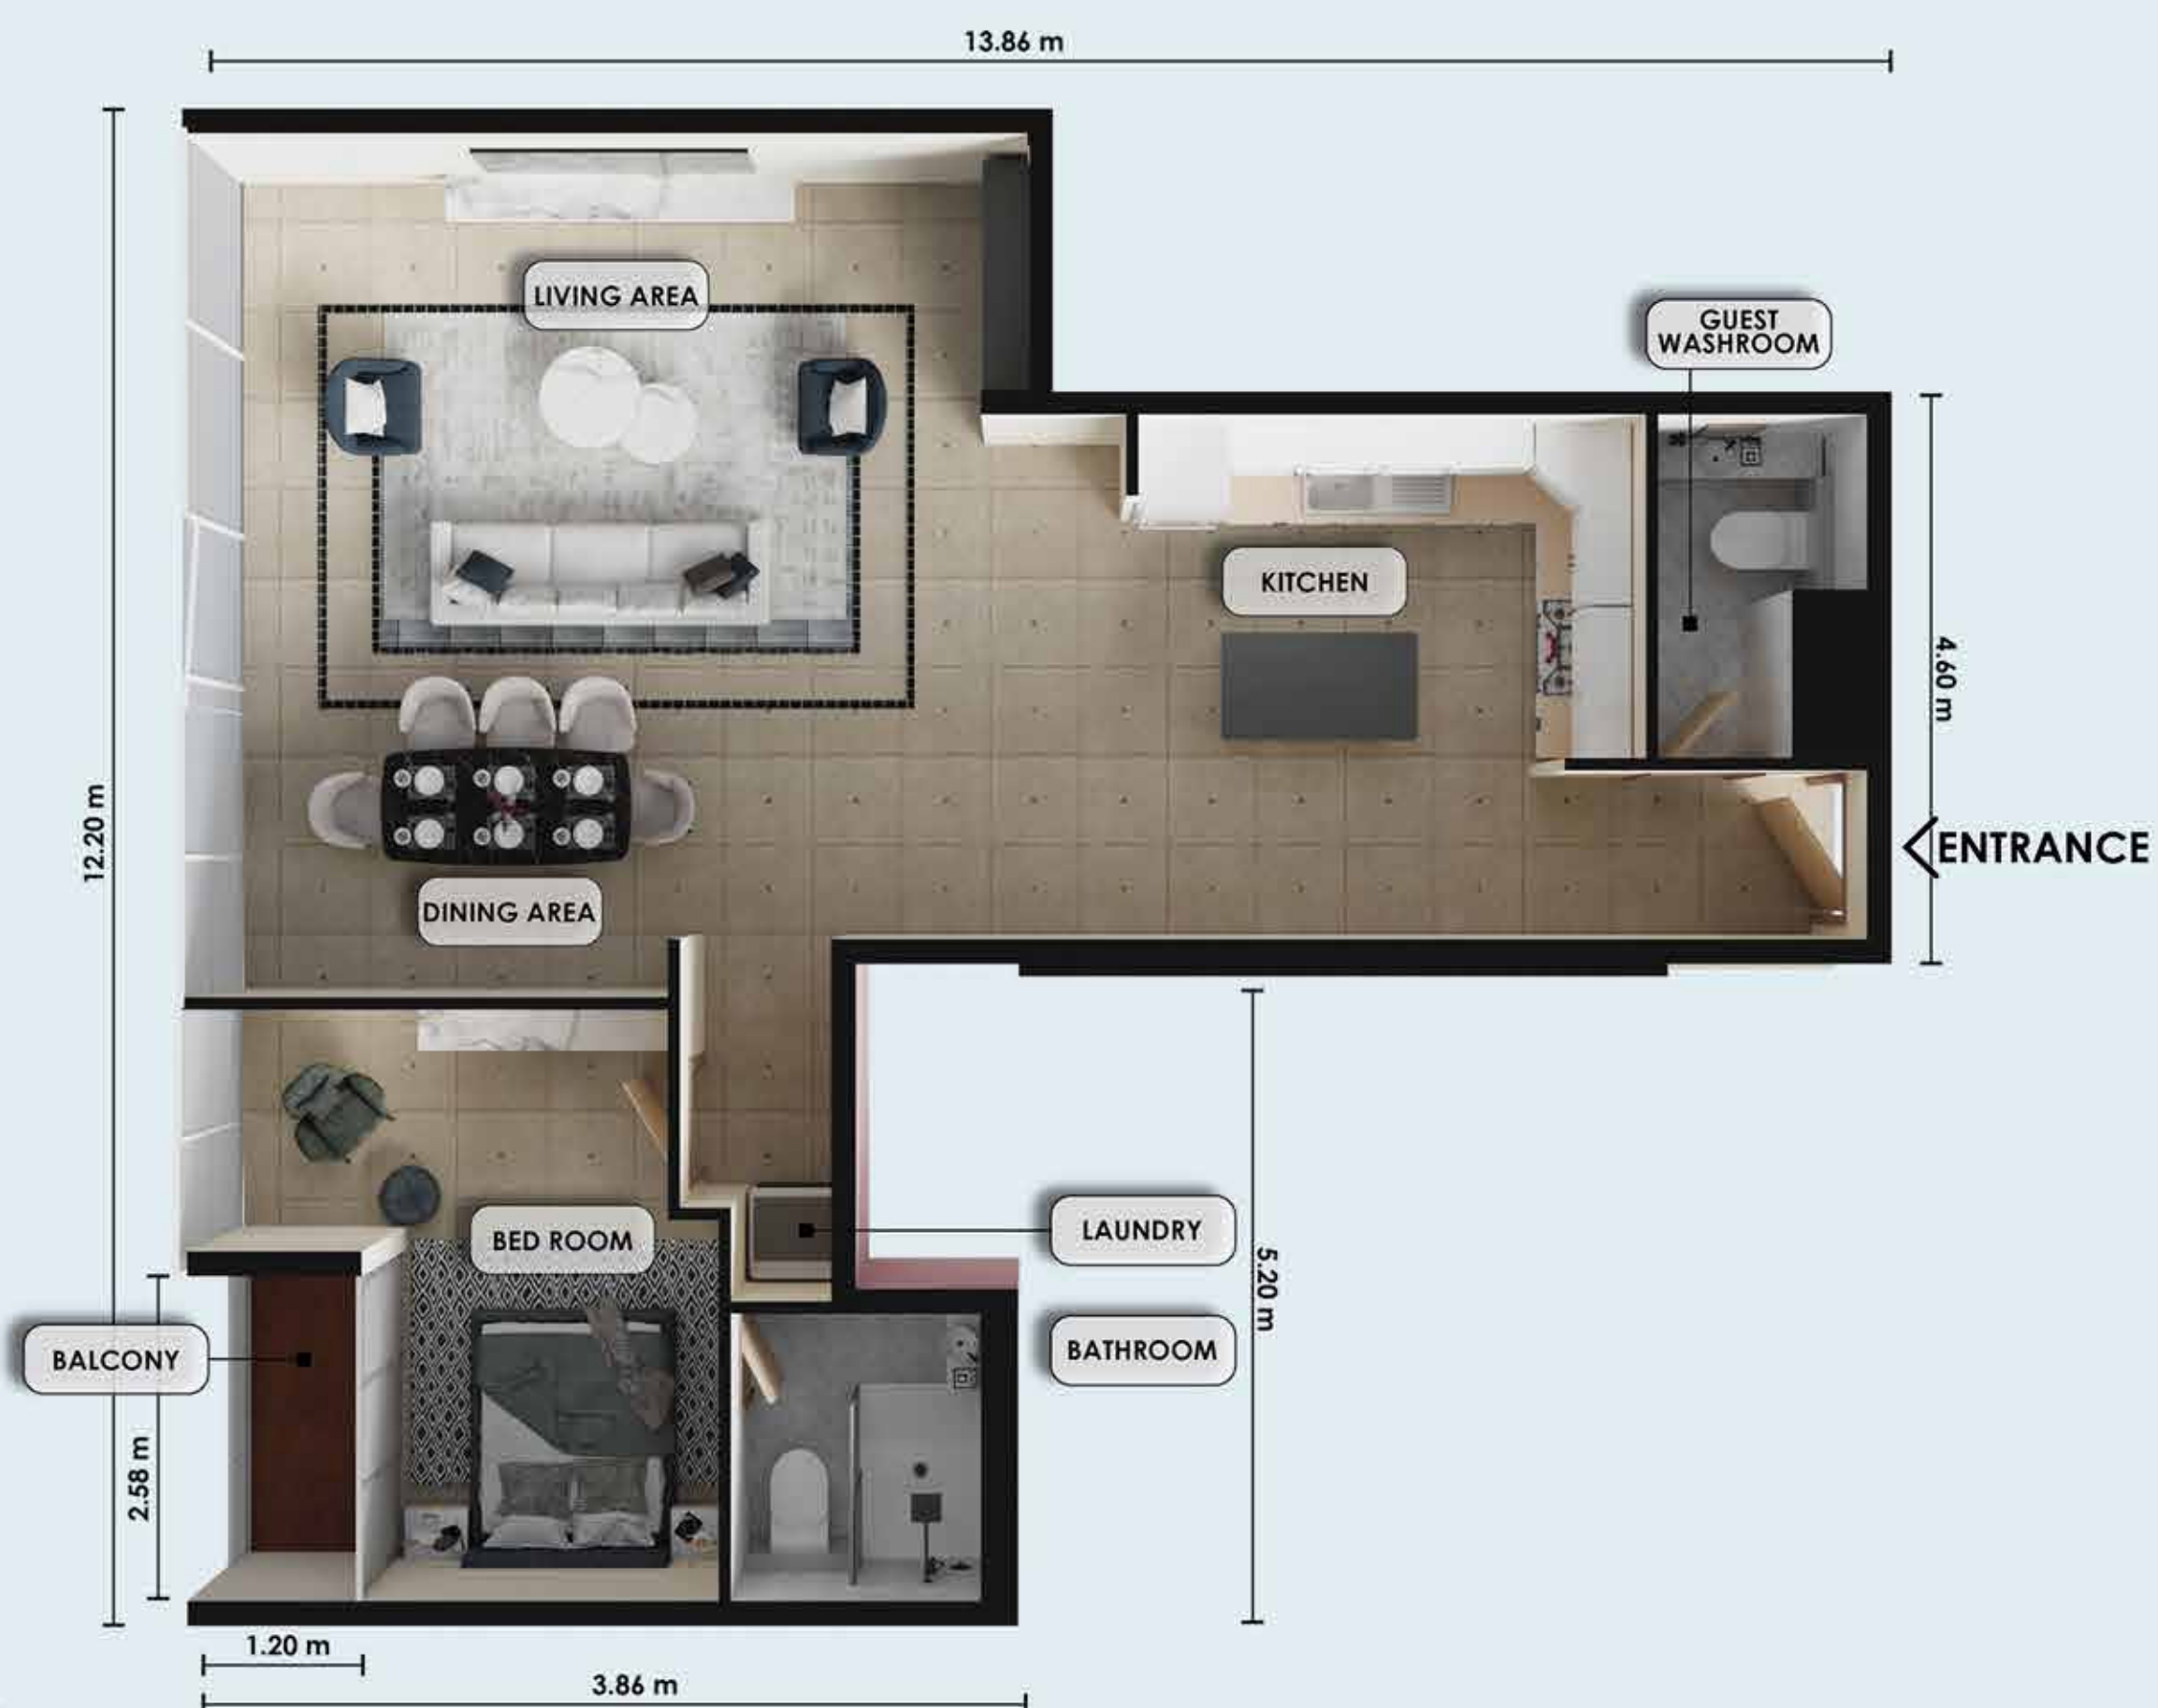 13.86 m
LIVING AREA
GUEST
WASHROOM
KITCHEN
4.60 m
12.20 m
ENTRANCE
DINING AREA
LAUNDRY
BED ROOM
5.20 m
BATHROOM
BALCONY
2.58 m
1.20 m
3.86 m